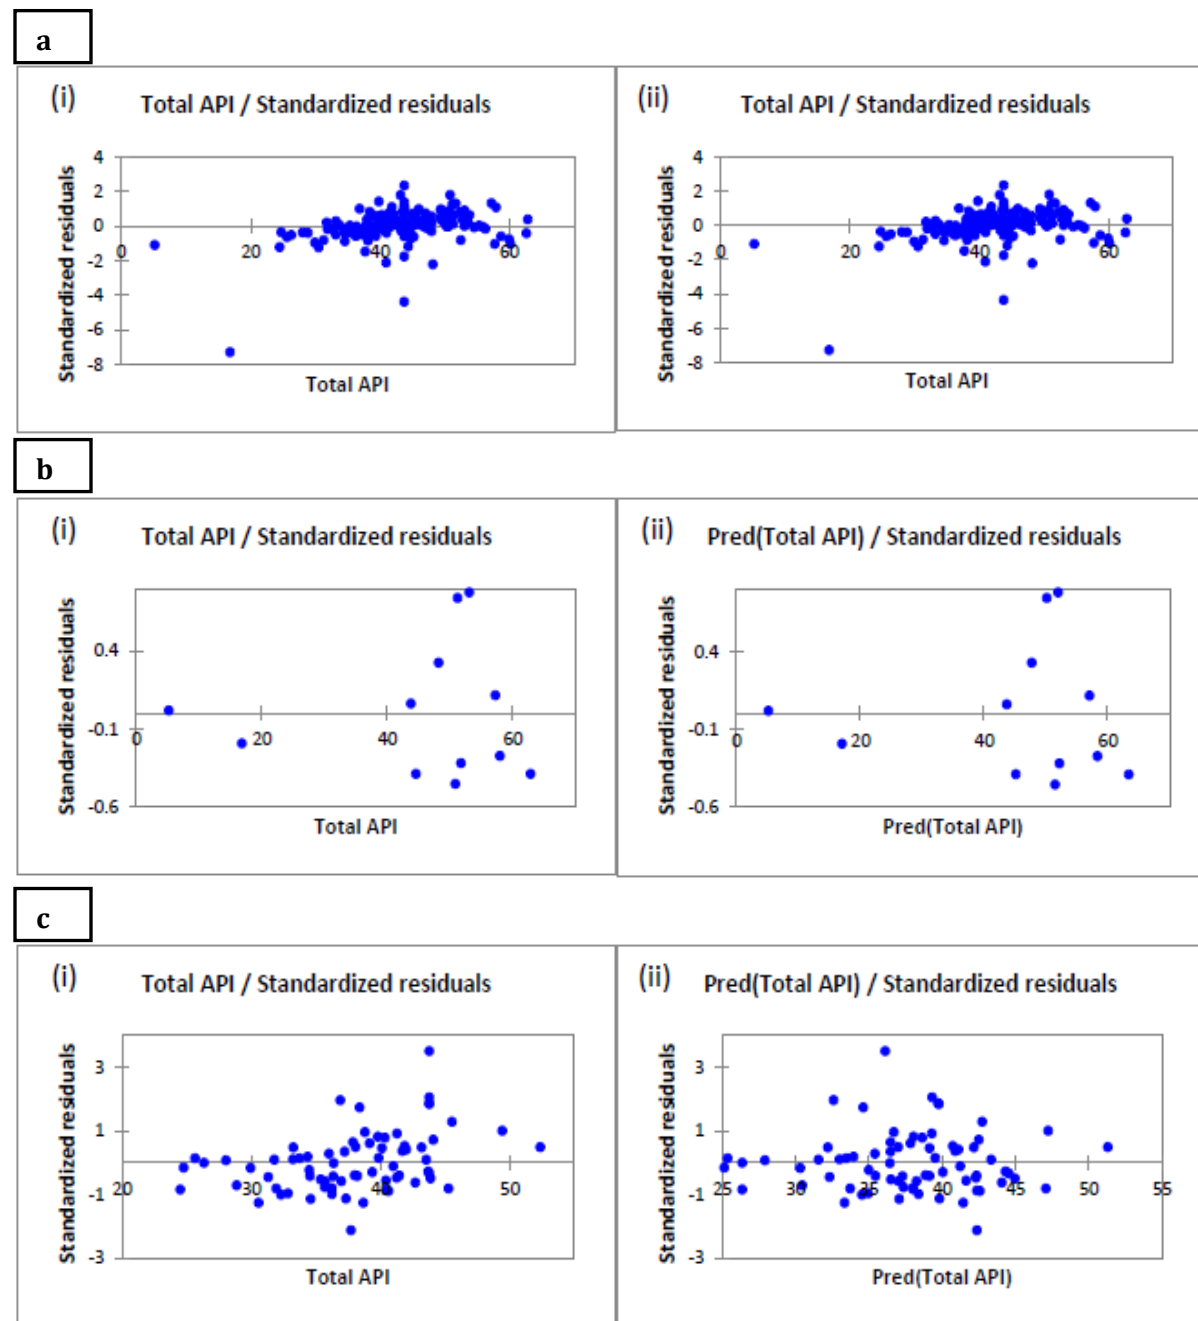 a
(i) Total API / Standardized residuals
Standardized residuals
4
2
0
-2
-4
-6
-8
0 20 40 60
Total API
(ii) Total API / Standardized residuals
Standardized residuals
4
2
0
-2
-4
-6
-8
0 20 40 60
Total API
b
(i) Total API / Standardized residuals
Standardized residuals
0.4
-0.1
-0.6
0 20 40 60
Total API
(ii) Pred(Total API) / Standardized residuals
Standardized residuals
0.4
-0.1
-0.6
0 20 40 60
Pred(Total API)
c
(i) Total API / Standardized residuals
Standardized residuals
3
1
-1
-3
20 30 40 50
Total API
(ii) Pred(Total API) / Standardized residuals
Standardized residuals
3
1
-1
-3
25 30 35 40 45 50 55
Pred(Total API)